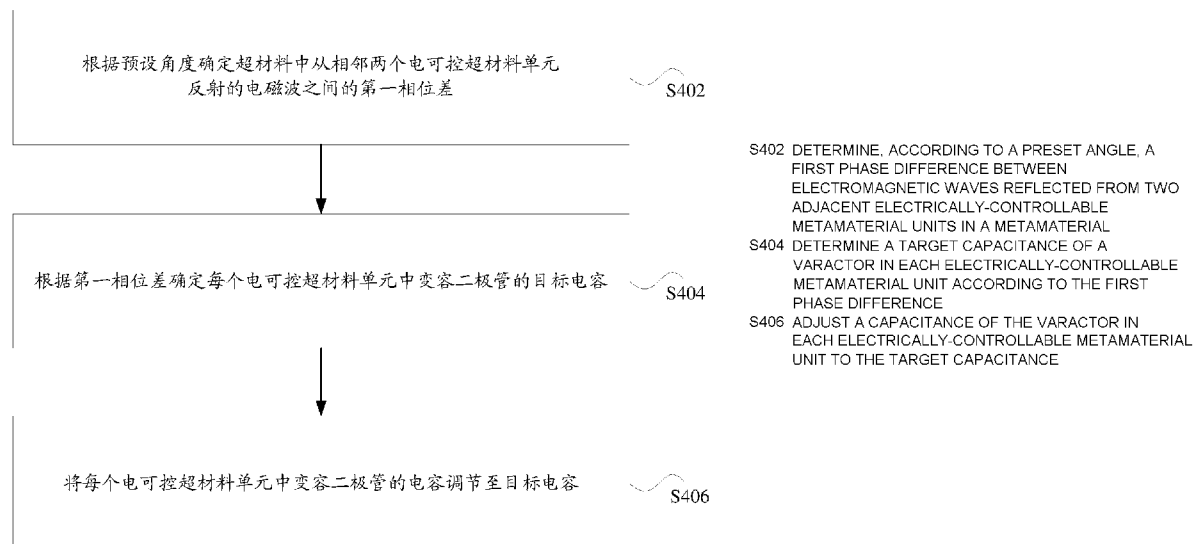 根据预设角度确定超材料中从相邻两个电可控超材料单元
反射的电磁波之间的第一相位差
S402
根据第一相位差确定每个电可控超材料单元中变容二极管的目标电容
S404
将每个电可控超材料单元中变容二极管的电容调节至目标电容
S406
S402 DETERMINE, ACCORDING TO A PRESET ANGLE, A
FIRST PHASE DIFFERENCE BETWEEN
ELECTROMAGNETIC WAVES REFLECTED FROM TWO
ADJACENT ELECTRICALLY-CONTROLLABLE
METAMATERIAL UNITS IN A METAMATERIAL
S404 DETERMINE A TARGET CAPACITANCE OF A
VARACTOR IN EACH ELECTRICALLY-CONTROLLABLE
METAMATERIAL UNIT ACCORDING TO THE FIRST
PHASE DIFFERENCE
S406 ADJUST A CAPACITANCE OF THE VARACTOR IN
EACH ELECTRICALLY-CONTROLLABLE METAMATERIAL
UNIT TO THE TARGET CAPACITANCE